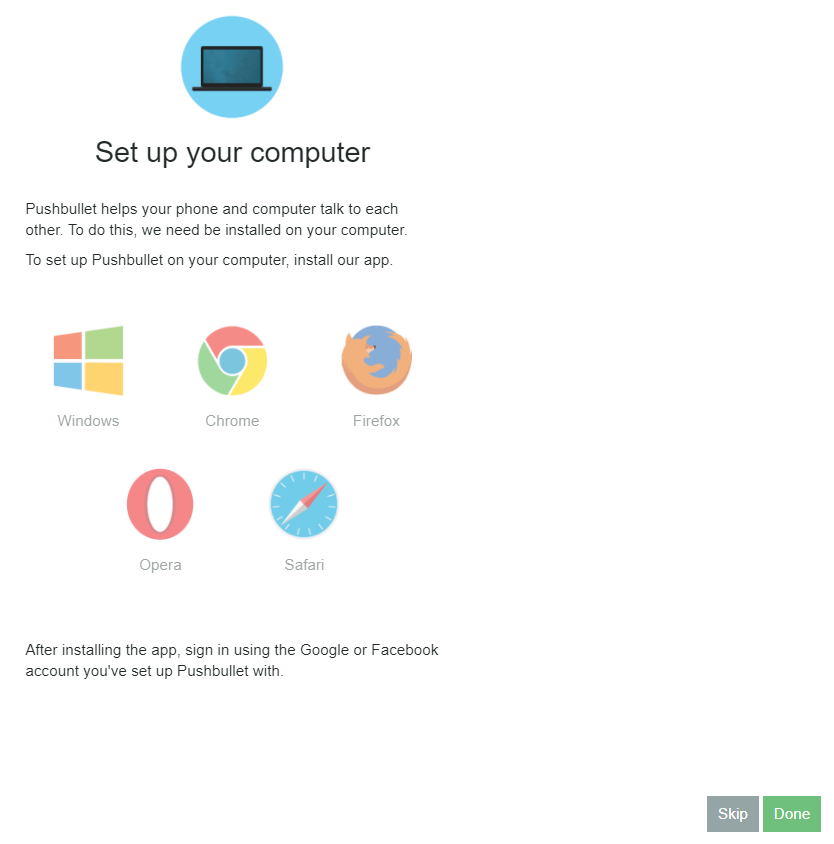 Set up your computer
Pushbullet helps your phone and computer talk to each
other. To do this, we need be installed on your computer.
To set up Pushbullet on your computer, install our app.
Windows Chrome Firefox
Opera Safari
After installing the app, sign in using the Google or Facebook
account you've set up Pushbullet with.
Skip Done